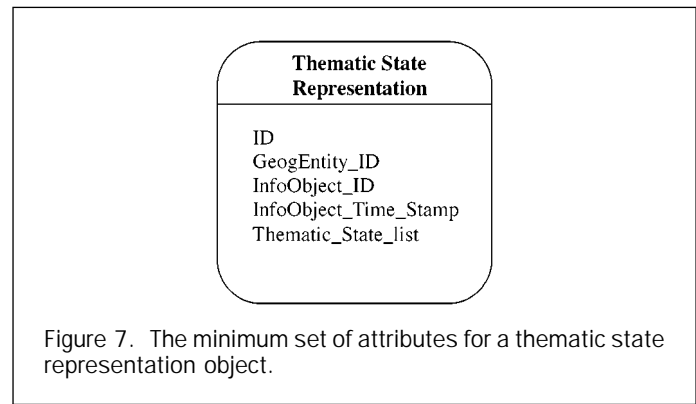 Thematic State
Representation
ID
GeogEntity_ID
InfoObject_ID
InfoObject_Time_Stamp
Thematic_State_list
Figure 7. The minimum set of attributes for a thematic state
representation object.